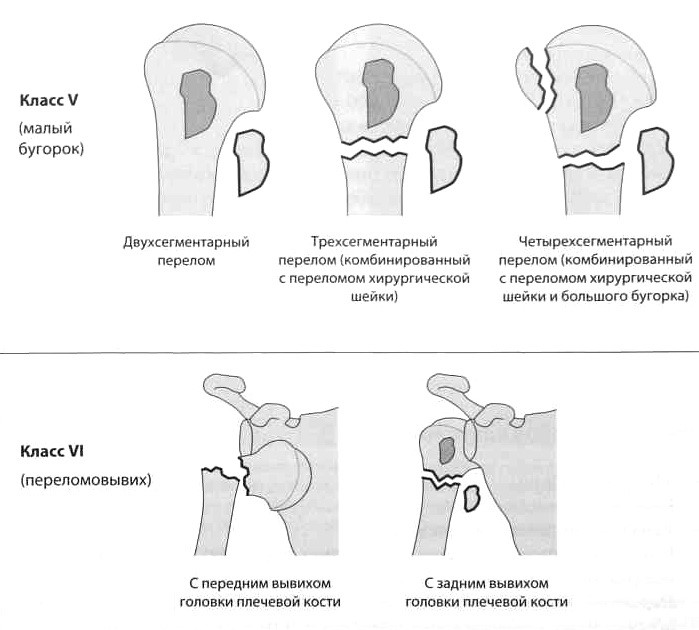 Класс V
(малый
бугорок)
Двухсегментарный
перелом
Трехсегментарный
перелом (комбинированный
с переломом хирургической
шейки)
Четырехсегментарный
перелом (комбинированный
с переломом хирургической
шейки и большого бугорка)
Класс VI
(переломовывих)
С передним вывихом
головки плечевой кости
С задним вывихом
головки плечевой кости